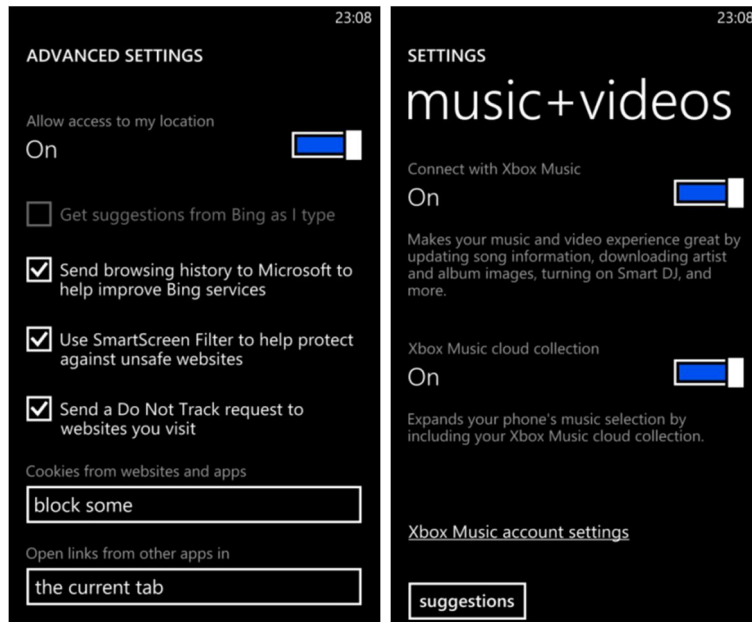 23:08
ADVANCED SETTINGS
Allow access to my location
On
Get suggestions from Bing as I type
Send browsing history to Microsoft to
help improve Bing services
Use SmartScreen Filter to help protect
against unsafe websites
Send a Do Not Track request to
websites you visit
Cookies from websites and apps
block some
Open links from other apps in
the current tab
23:08
SETTINGS
music+videos
Connect with Xbox Music
On
Makes your music and video experience great by
updating song information, downloading artist
and album images, turning on Smart DJ, and
more.
Xbox Music cloud collection
On
Expands your phone's music selection by
including your Xbox Music cloud collection.
Xbox Music account settings
suggestions